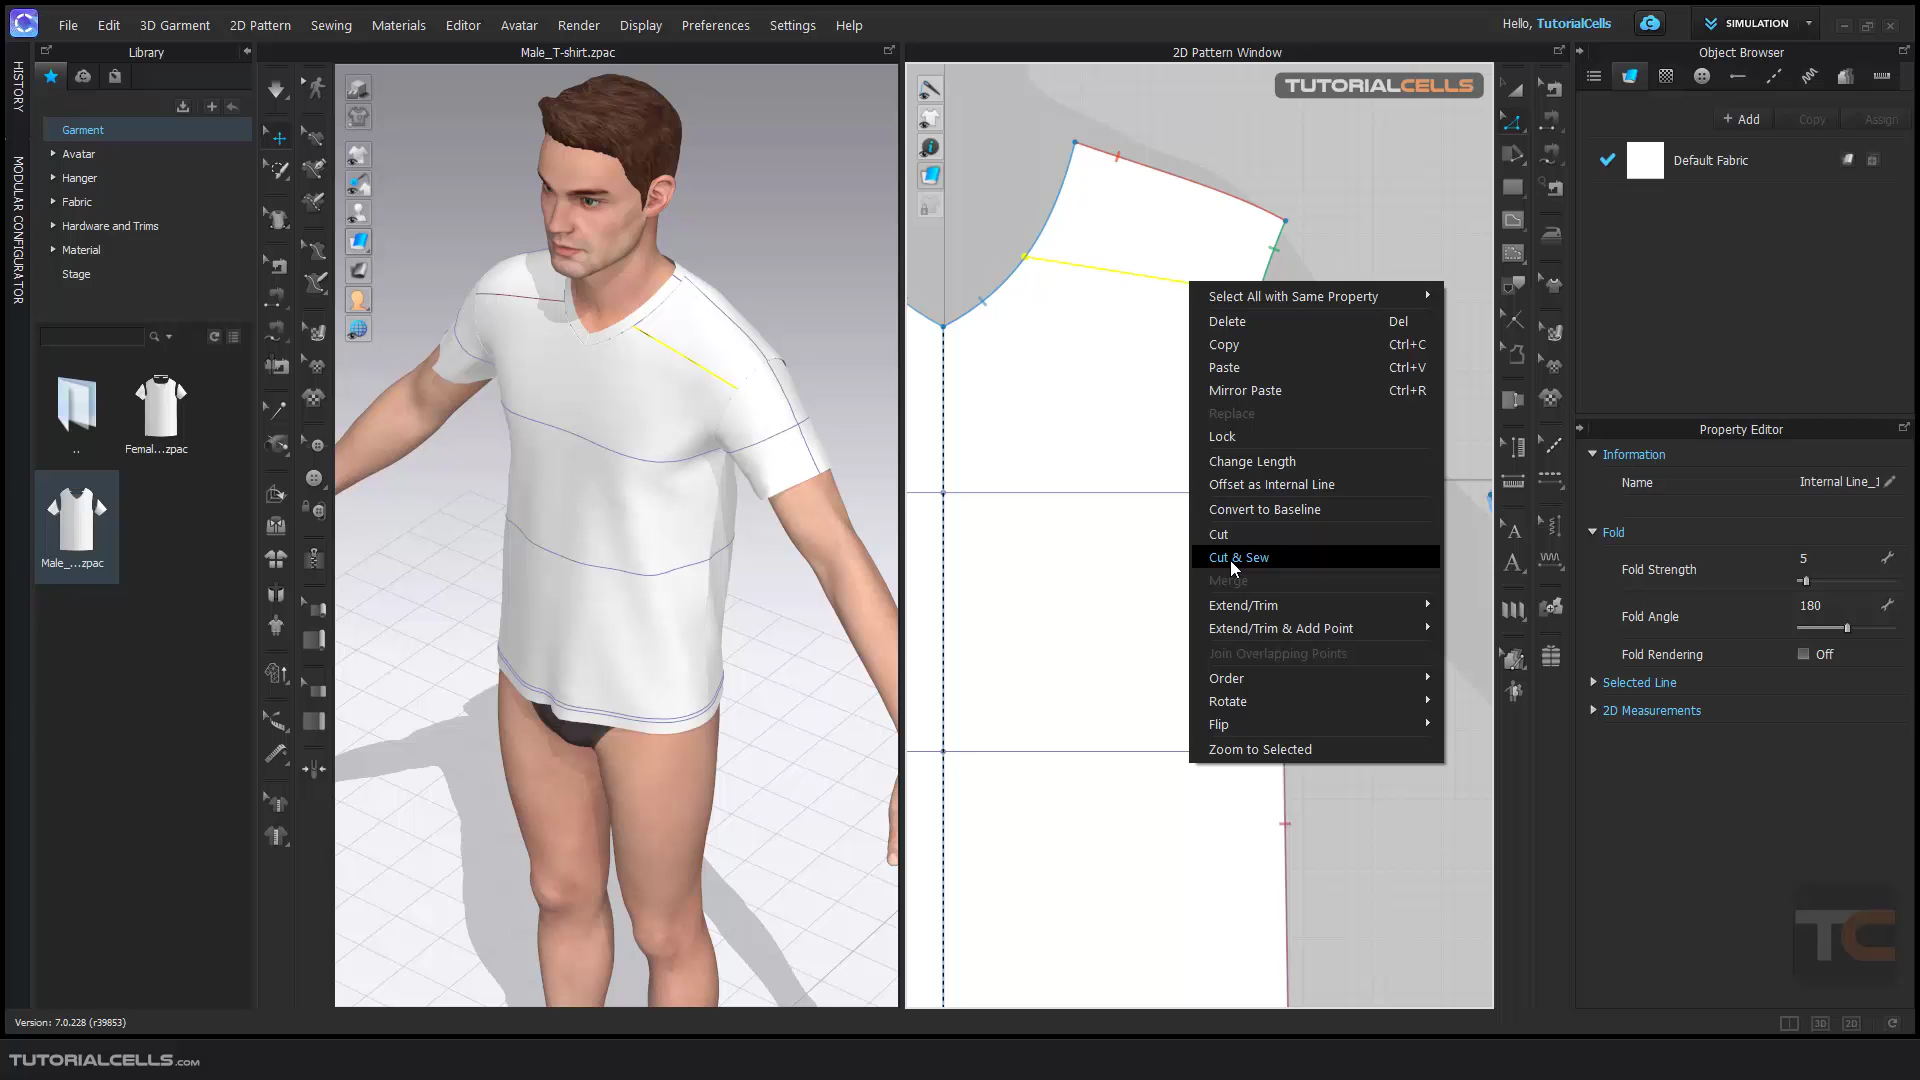 File Edit 3D Garment 2D Pattern Sewing Materials Editor Avatar Render Display Preferences Settings Help
Hello, TutorialCells
SIMULATION
Library
Male_T-shirt.zpac
2D Pattern Window
Object Browser
HISTORY
MODULAR CONFIGURATOR
Garment
Avatar
Hanger
Fabric
Hardware and Trims
Material
Stage
..
Femal...zpac
Male_...zpac
TUTORIALCELLS
Select All with Same Property
Delete Del
Copy Ctrl+C
Paste Ctrl+V
Mirror Paste Ctrl+R
Replace
Lock
Change Length
Offset as Internal Line
Convert to Baseline
Cut
Cut & Sew
Merge
Extend/Trim
Extend/Trim & Add Point
Join Overlapping Points
Order
Rotate
Flip
Zoom to Selected
+ Add Copy Assign
Default Fabric
Property Editor
Information
Name Internal Line_1
Fold
Fold Strength 5
Fold Angle 180
Fold Rendering Off
Selected Line
2D Measurements
TC
Version: 7.0.228 (r39853)
3D 2D
TUTORIALCELLS.com